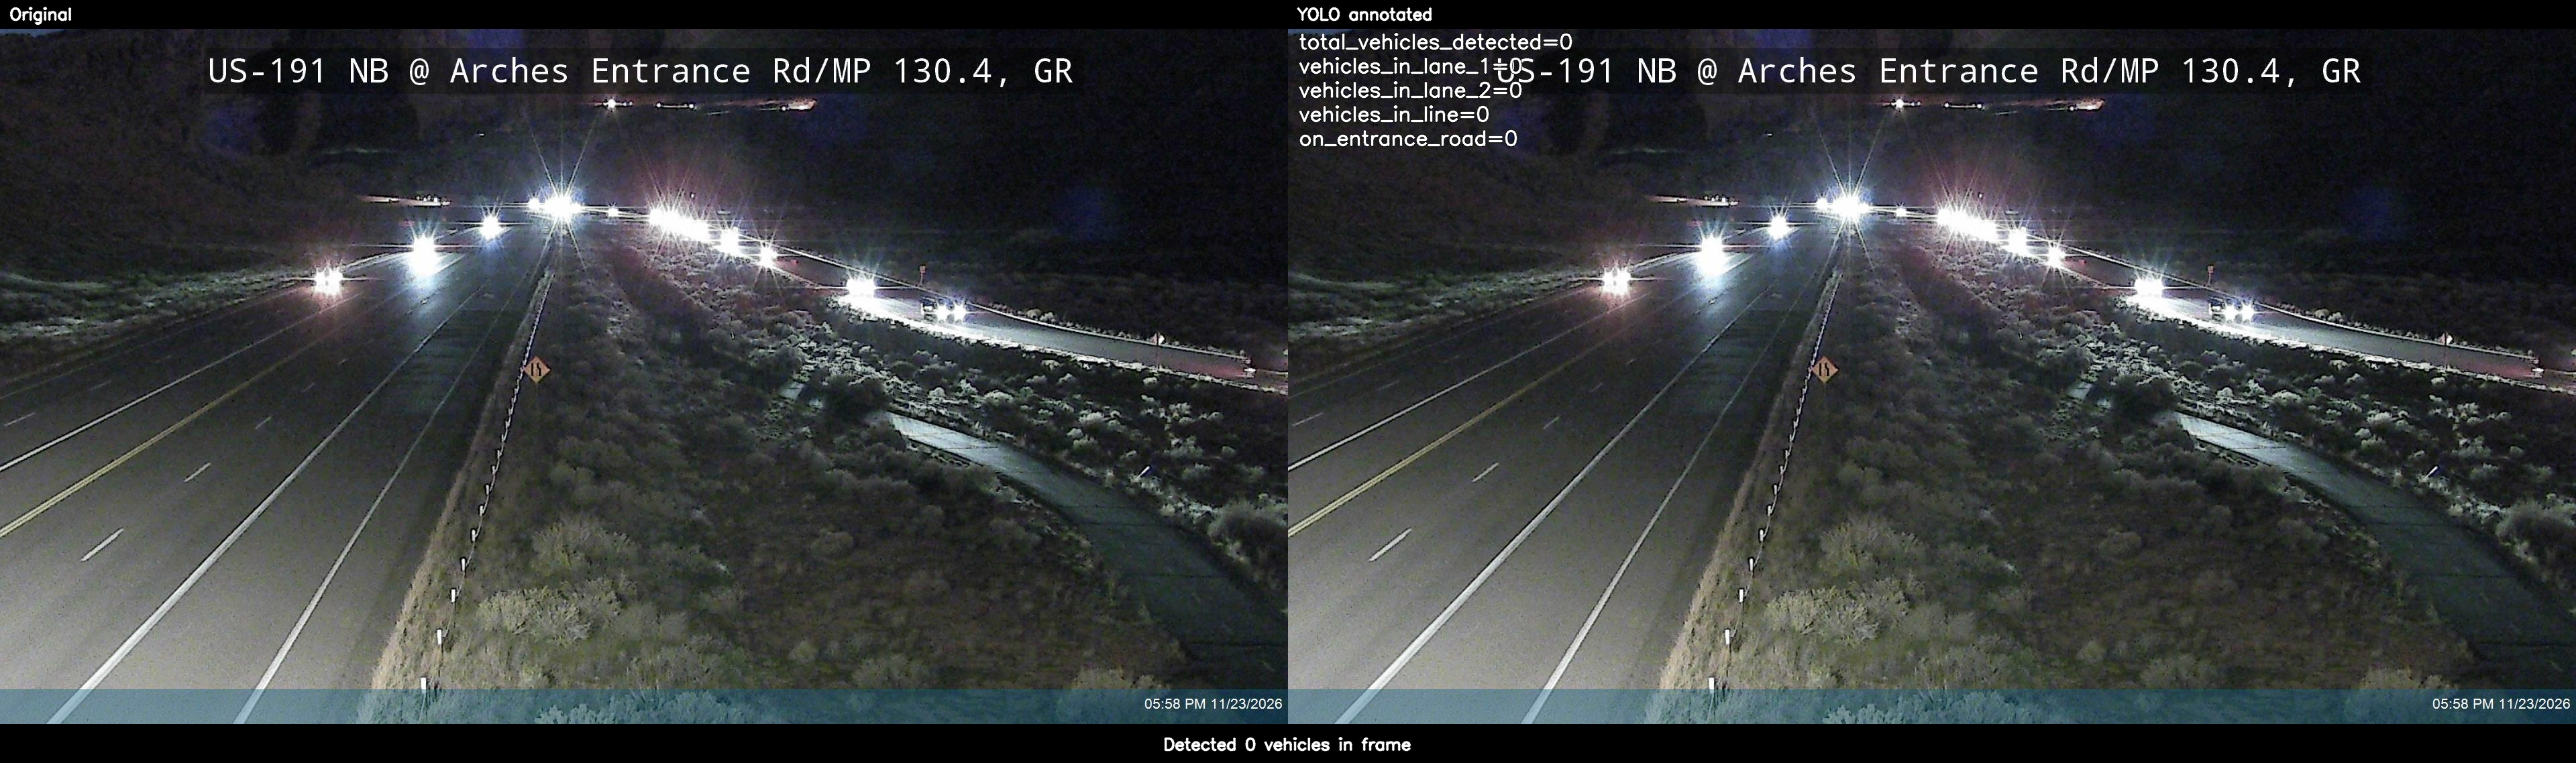 Original
US-191 NB @ Arches Entrance Rd/MP 130.4, GR
05:58 PM 11/23/2026
YOLO annotated
total_vehicles_detected=0
vehicles_in_lane_1=0
US-191 NB @ Arches Entrance Rd/MP 130.4, GR
vehicles_in_lane_2=0
vehicles_in_line=0
on_entrance_road=0
05:58 PM 11/23/2026
Detected 0 vehicles in frame